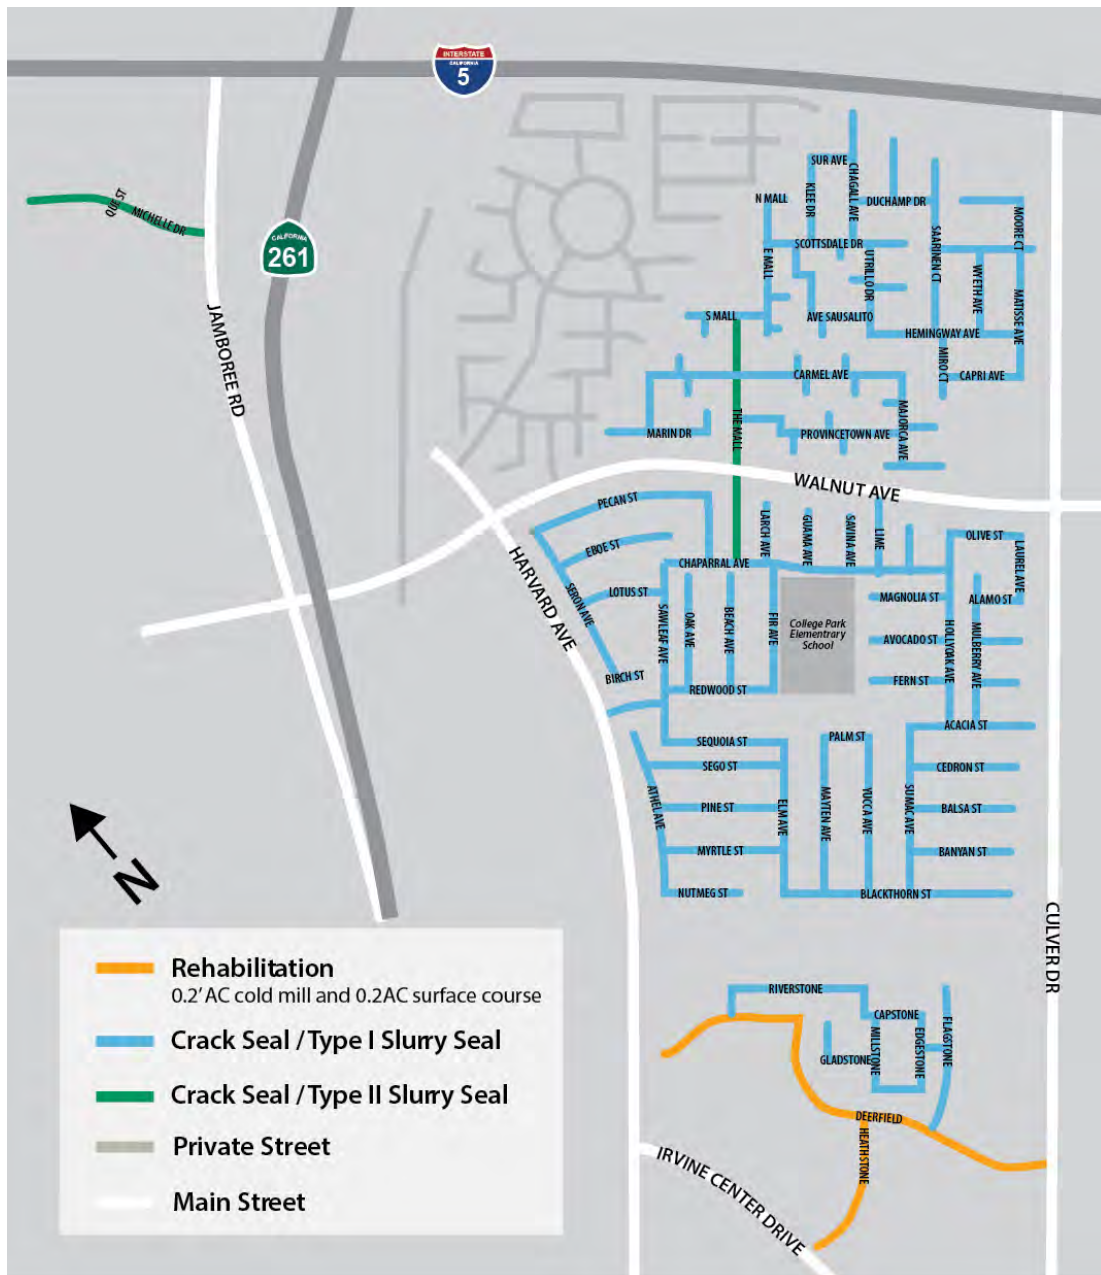 INTERSTATE
CALIFORNIA
5
SUR AVE
CHAGALL AVE
KLEE DR
N MALL
DUCHAMP DR
QUE ST
MICHELLE DR
MOORE CT
CALIFORNIA
261
SCOTTSDALE DR
SAARINEN CT
E MALL
UTRILLO DR
WYETH AVE
MATISSE AVE
JAMBOREE RD
S MALL
AVE SAUSALITO
HEMINGWAY AVE
MIRO CT
CARMEL AVE
CAPRI AVE
THE MALL
MAJORCA AVE
MARIN DR
PROVINCETOWN AVE
WALNUT AVE
PECAN ST
LARCH AVE
GUAMA AVE
SAVINA AVE
LIME
OLIVE ST
LAUREL AVE
EBOE ST
HARVARD AVE
CHAPARRAL AVE
LOTUS ST
SERON AVE
SAWLEAF AVE
OAK AVE
BEACH AVE
FIR AVE
College Park
Elementary
School
MAGNOLIA ST
ALAMO ST
AVOCADO ST
HOLLYOAK AVE
MULBERRY AVE
BIRCH ST
FERN ST
REDWOOD ST
ACACIA ST
SEQUOIA ST
PALM ST
SEGO ST
CEDRON ST
ATHEL AVE
PINE ST
ELM AVE
MAYTEN AVE
YUCCA AVE
SUMAC AVE
BALSA ST
MYRTLE ST
BANYAN ST
N
NUTMEG ST
BLACKTHORN ST
CULVER DR
Rehabilitation
0.2' AC cold mill and 0.2AC surface course
Crack Seal / Type I Slurry Seal
Crack Seal / Type II Slurry Seal
Private Street
Main Street
RIVERSTONE
CAPSTONE
FLAGSTONE
MILLSTONE
EDGESTONE
GLADSTONE
DEERFIELD
HEATHSTONE
IRVINE CENTER DRIVE